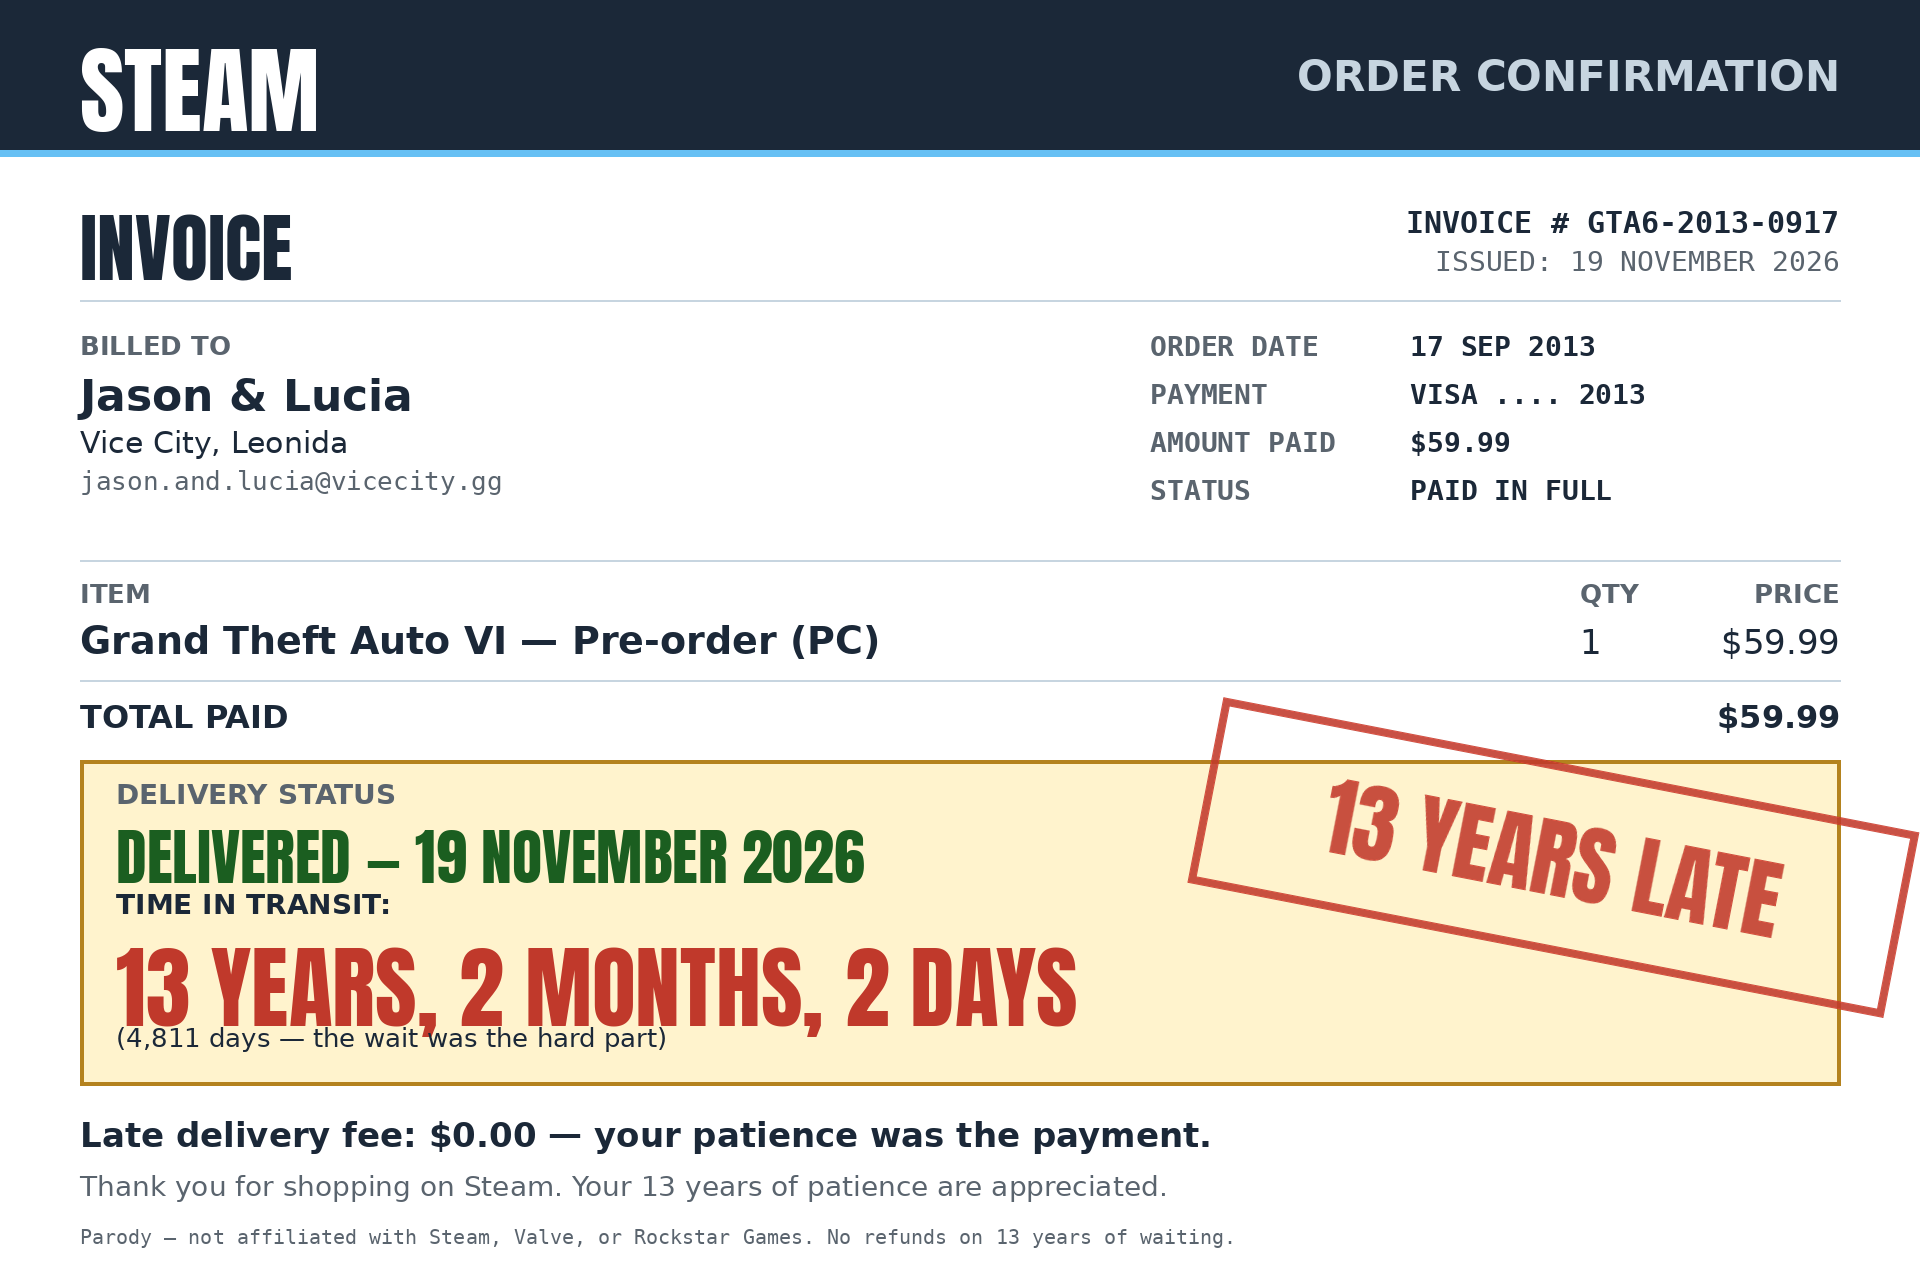 STEAM
ORDER CONFIRMATION
INVOICE
INVOICE # GTA6-2013-0917
ISSUED: 19 NOVEMBER 2026
BILLED TO
Jason & Lucia
Vice City, Leonida
jason.and.lucia@vicecity.gg
ORDER DATE 17 SEP 2013
PAYMENT VISA .... 2013
AMOUNT PAID $59.99
STATUS PAID IN FULL
ITEM QTY PRICE
Grand Theft Auto VI — Pre-order (PC) 1 $59.99
TOTAL PAID $59.99
DELIVERY STATUS
DELIVERED — 19 NOVEMBER 2026
TIME IN TRANSIT:
13 YEARS, 2 MONTHS, 2 DAYS
(4,811 days — the wait was the hard part)
13 YEARS LATE
Late delivery fee: $0.00 — your patience was the payment.
Thank you for shopping on Steam. Your 13 years of patience are appreciated.
Parody — not affiliated with Steam, Valve, or Rockstar Games. No refunds on 13 years of waiting.